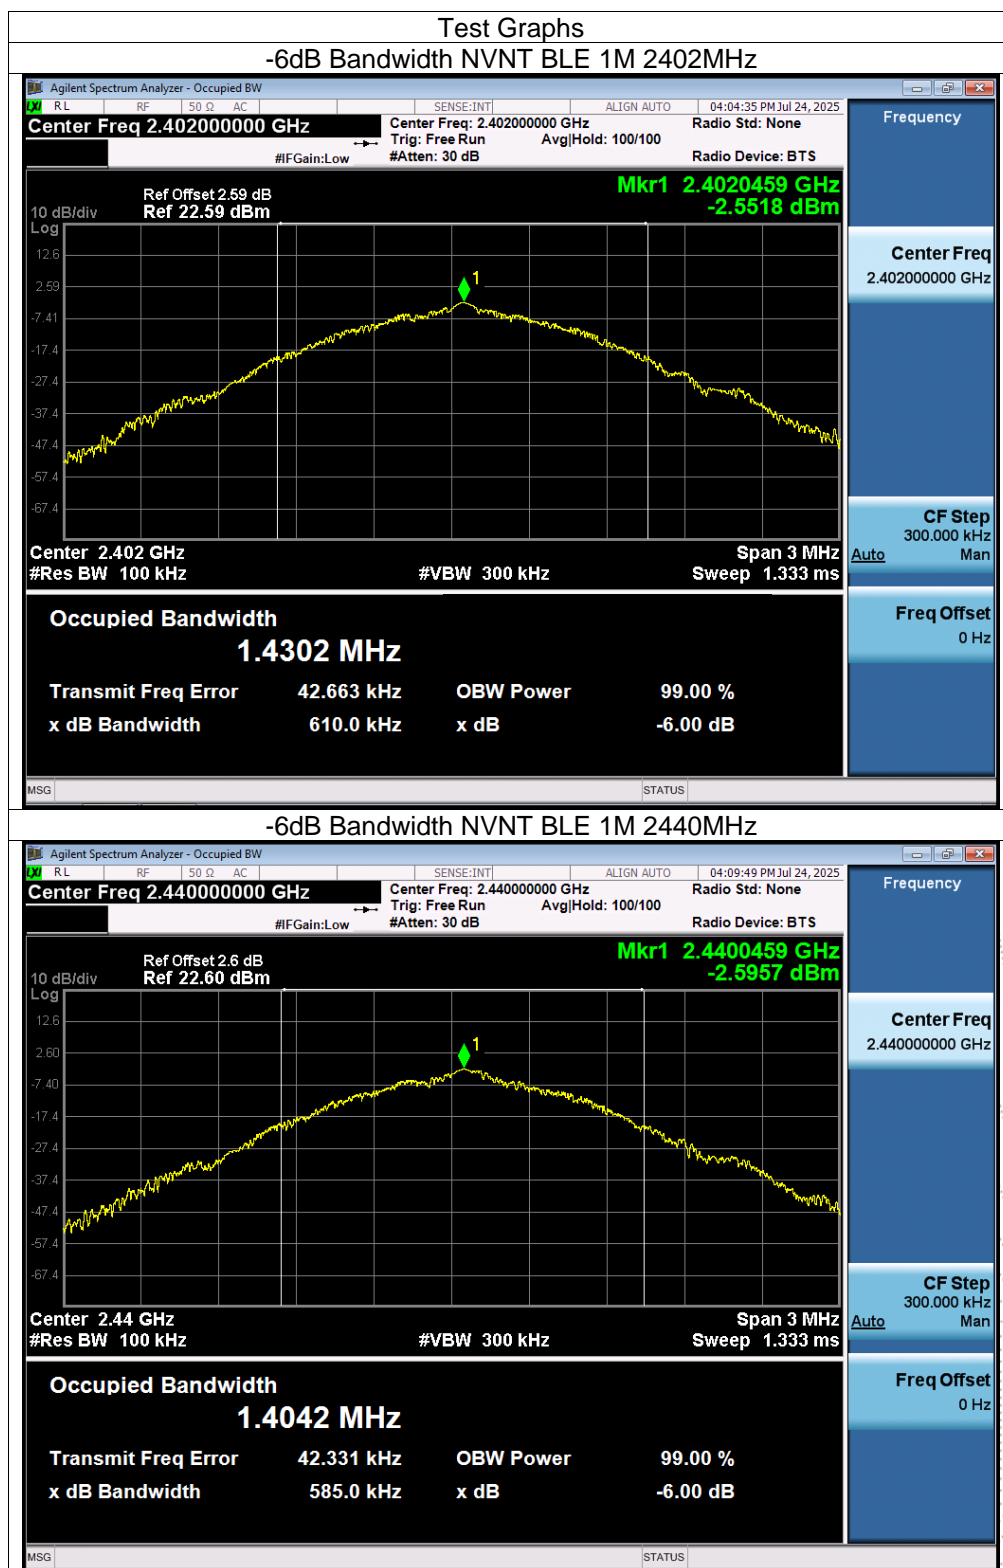 Test Graphs
-6dB Bandwidth NVNT BLE 1M 2402MHz
Agilent Spectrum Analyzer - Occupied BW
LXI RL RF 50 Ω AC SENSE:INT ALIGN AUTO 04:04:35 PM Jul 24, 2025
Center Freq 2.402000000 GHz Center Freq: 2.402000000 GHz Radio Std: None Frequency
Trig: Free Run Avg|Hold: 100/100
#IFGain:Low #Atten: 30 dB Radio Device: BTS
Mkr1 2.4020459 GHz
Ref Offset 2.59 dB
10 dB/div Ref 22.59 dBm -2.5518 dBm
Log
12.6
2.59
-7.41
-17.4
-27.4
-37.4
-47.4
-57.4
-67.4
1
Center Freq
2.402000000 GHz
CF Step
300.000 kHz
Auto Man
Center 2.402 GHz Span 3 MHz
#Res BW 100 kHz #VBW 300 kHz Sweep 1.333 ms
Freq Offset
0 Hz
Occupied Bandwidth
1.4302 MHz
Transmit Freq Error 42.663 kHz OBW Power 99.00 %
x dB Bandwidth 610.0 kHz x dB -6.00 dB
MSG STATUS
-6dB Bandwidth NVNT BLE 1M 2440MHz
Agilent Spectrum Analyzer - Occupied BW
LXI RL RF 50 Ω AC SENSE:INT ALIGN AUTO 04:09:49 PM Jul 24, 2025
Center Freq 2.440000000 GHz Center Freq: 2.440000000 GHz Radio Std: None Frequency
Trig: Free Run Avg|Hold: 100/100
#IFGain:Low #Atten: 30 dB Radio Device: BTS
Mkr1 2.4400459 GHz
Ref Offset 2.6 dB
10 dB/div Ref 22.60 dBm -2.5957 dBm
Log
12.6
2.60
-7.40
-17.4
-27.4
-37.4
-47.4
-57.4
-67.4
1
Center Freq
2.440000000 GHz
CF Step
300.000 kHz
Auto Man
Center 2.44 GHz Span 3 MHz
#Res BW 100 kHz #VBW 300 kHz Sweep 1.333 ms
Freq Offset
0 Hz
Occupied Bandwidth
1.4042 MHz
Transmit Freq Error 42.331 kHz OBW Power 99.00 %
x dB Bandwidth 585.0 kHz x dB -6.00 dB
MSG STATUS